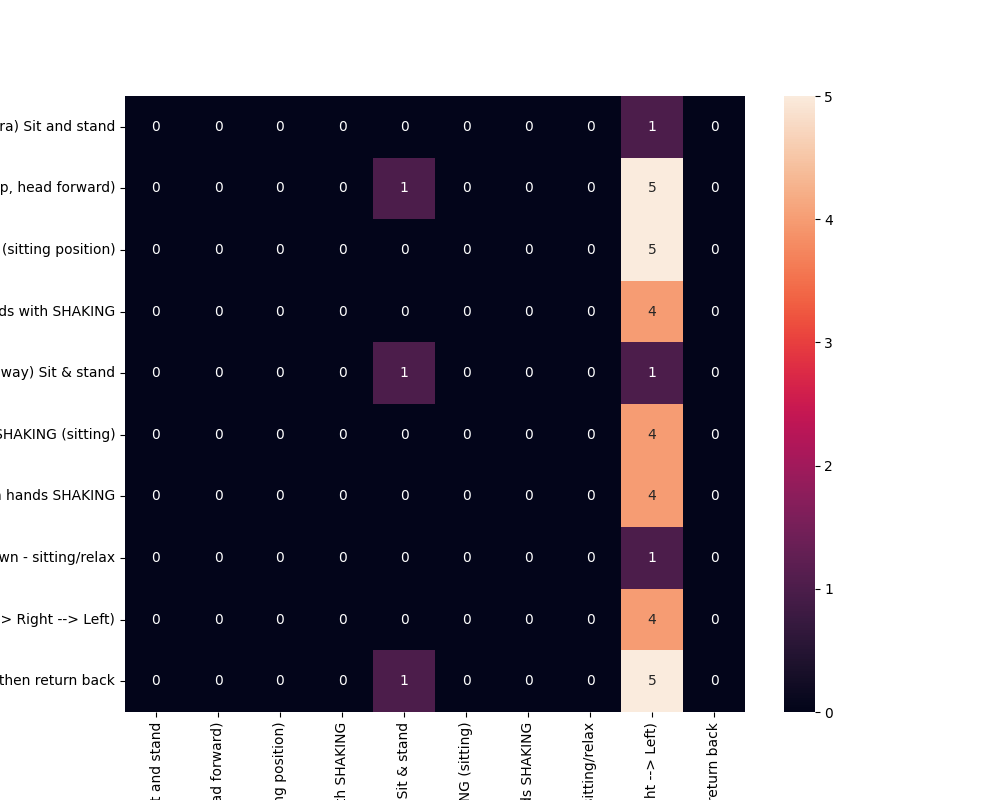 ra) Sit and stand 0 0 0 0 0 0 0 0 1 0
p, head forward) 0 0 0 0 1 0 0 0 5 0
(sitting position) 0 0 0 0 0 0 0 0 5 0
ds with SHAKING 0 0 0 0 0 0 0 0 4 0
way) Sit & stand 0 0 0 0 1 0 0 0 1 0
SHAKING (sitting) 0 0 0 0 0 0 0 0 4 0
hands SHAKING 0 0 0 0 0 0 0 0 4 0
wn - sitting/relax 0 0 0 0 0 0 0 0 1 0
> Right --> Left) 0 0 0 0 0 0 0 0 4 0
then return back 0 0 0 0 1 0 0 0 5 0
t and stand
ad forward)
ng position)
th SHAKING
Sit & stand
NG (sitting)
ds SHAKING
sitting/relax
ht --> Left)
return back
5
4
3
2
1
0